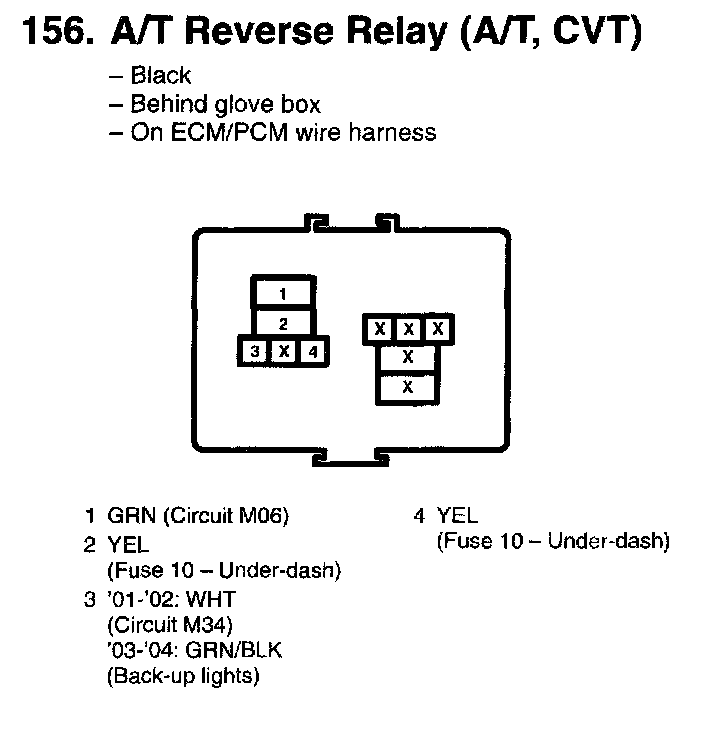 156. A/T Reverse Relay (A/T, CVT)
– Black
– Behind glove box
– On ECM/PCM wire harness
1
2
3 X 4
X X X
X
X
1 GRN (Circuit M06)
2 YEL
(Fuse 10 – Under-dash)
3 '01-'02: WHT
(Circuit M34)
'03-'04: GRN/BLK
(Back-up lights)
4 YEL
(Fuse 10 – Under-dash)